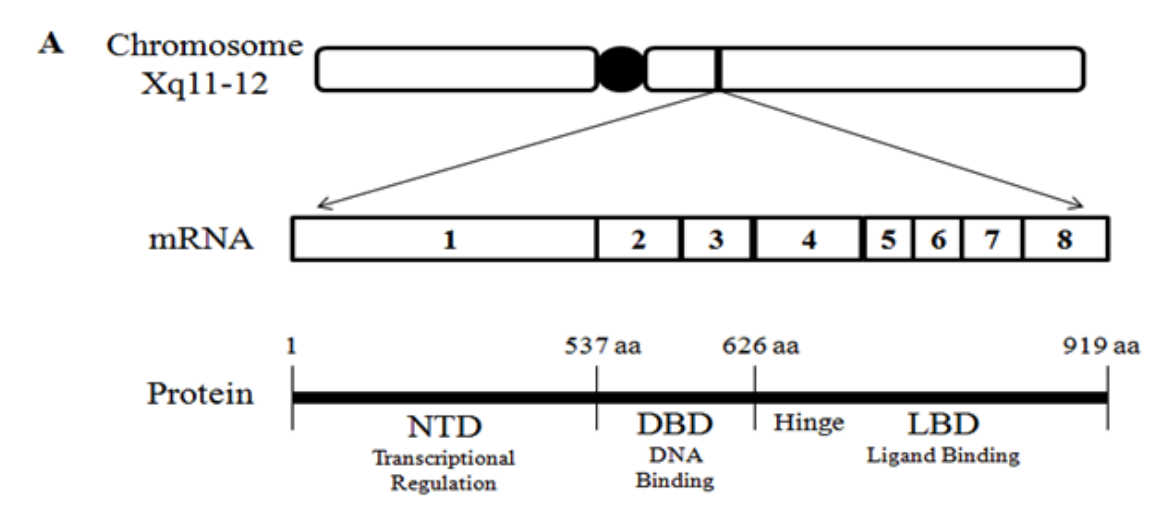 A Chromosome
Xq11-12
mRNA 1 2 3 4 5 6 7 8
1 537 aa 626 aa 919 aa
Protein
NTD DBD Hinge LBD
Transcriptional DNA Ligand Binding
Regulation Binding